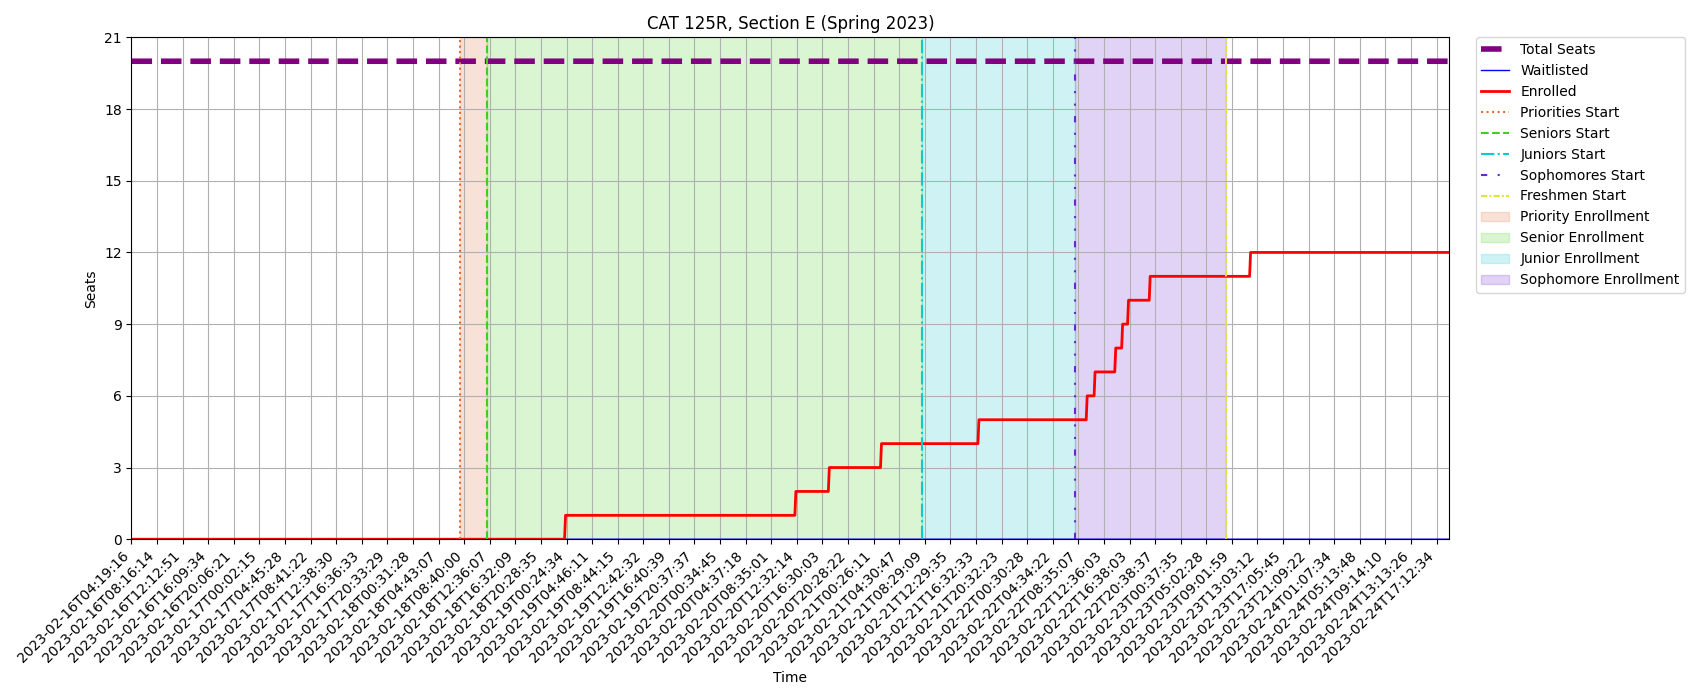 CAT 125R, Section E (Spring 2023)
21
18
15
12
9
6
3
0
Seats
2023-02-16T04:19:16
2023-02-16T08:16:14
2023-02-16T12:12:51
2023-02-16T16:09:34
2023-02-16T20:06:21
2023-02-17T00:02:15
2023-02-17T04:45:28
2023-02-17T08:41:22
2023-02-17T12:38:30
2023-02-17T16:36:33
2023-02-17T20:33:29
2023-02-18T00:31:28
2023-02-18T04:43:07
2023-02-18T08:40:00
2023-02-18T12:36:07
2023-02-18T16:32:09
2023-02-18T20:28:35
2023-02-19T00:24:34
2023-02-19T04:46:11
2023-02-19T08:44:15
2023-02-19T12:42:32
2023-02-19T16:40:39
2023-02-19T20:37:37
2023-02-20T00:34:45
2023-02-20T04:37:18
2023-02-20T08:35:01
2023-02-20T12:32:14
2023-02-20T16:30:03
2023-02-20T20:28:22
2023-02-21T00:26:11
2023-02-21T04:30:47
2023-02-21T08:29:09
2023-02-21T12:29:35
2023-02-21T16:32:33
2023-02-21T20:32:23
2023-02-22T00:30:28
2023-02-22T04:34:22
2023-02-22T08:35:07
2023-02-22T12:36:03
2023-02-22T16:38:03
2023-02-22T20:38:37
2023-02-23T00:37:35
2023-02-23T05:02:28
2023-02-23T09:01:59
2023-02-23T13:03:12
2023-02-23T17:05:45
2023-02-23T21:09:22
2023-02-24T01:07:34
2023-02-24T05:13:48
2023-02-24T09:14:10
2023-02-24T13:13:26
2023-02-24T17:12:34
Time
Total Seats
Waitlisted
Enrolled
Priorities Start
Seniors Start
Juniors Start
Sophomores Start
Freshmen Start
Priority Enrollment
Senior Enrollment
Junior Enrollment
Sophomore Enrollment